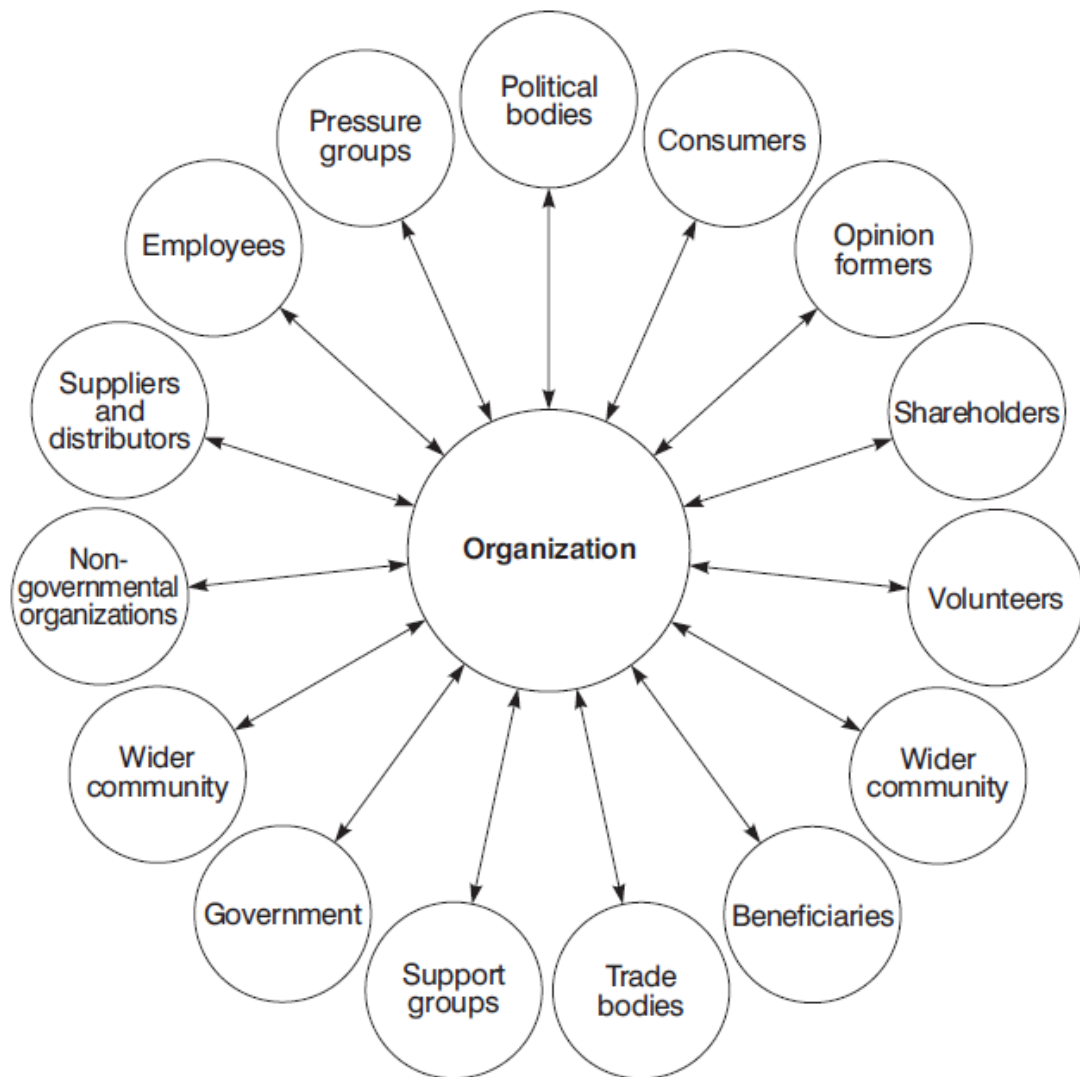 Political
bodies
Consumers
Opinion
formers
Shareholders
Volunteers
Wider
community
Beneficiaries
Trade
bodies
Support
groups
Government
Wider
community
Non-
governmental
organizations
Suppliers
and
distributors
Employees
Pressure
groups
Organization